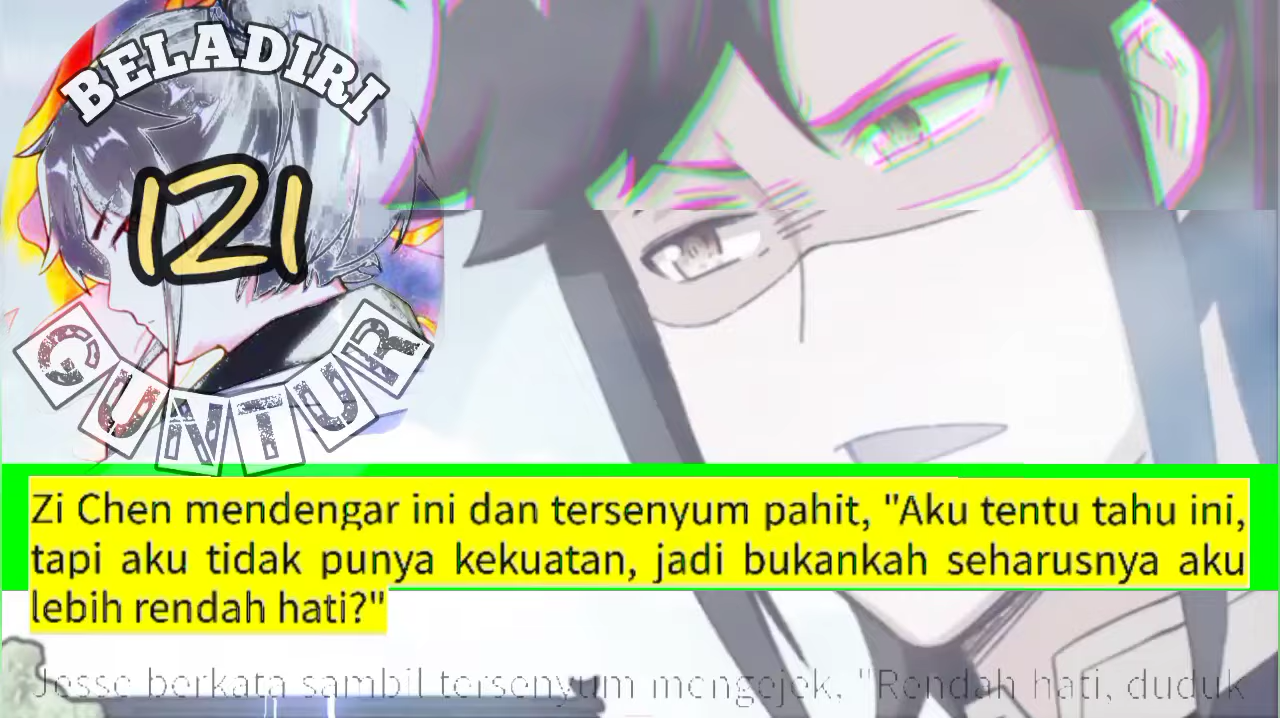 BELADIRI
121
GUNTUR
Zi Chen mendengar ini dan tersenyum pahit, "Aku tentu tahu ini,
tapi aku tidak punya kekuatan, jadi bukankah seharusnya aku
lebih rendah hati?"
Jesse berkata sambil tersenyum mengejek, "Rendah hati, duduk